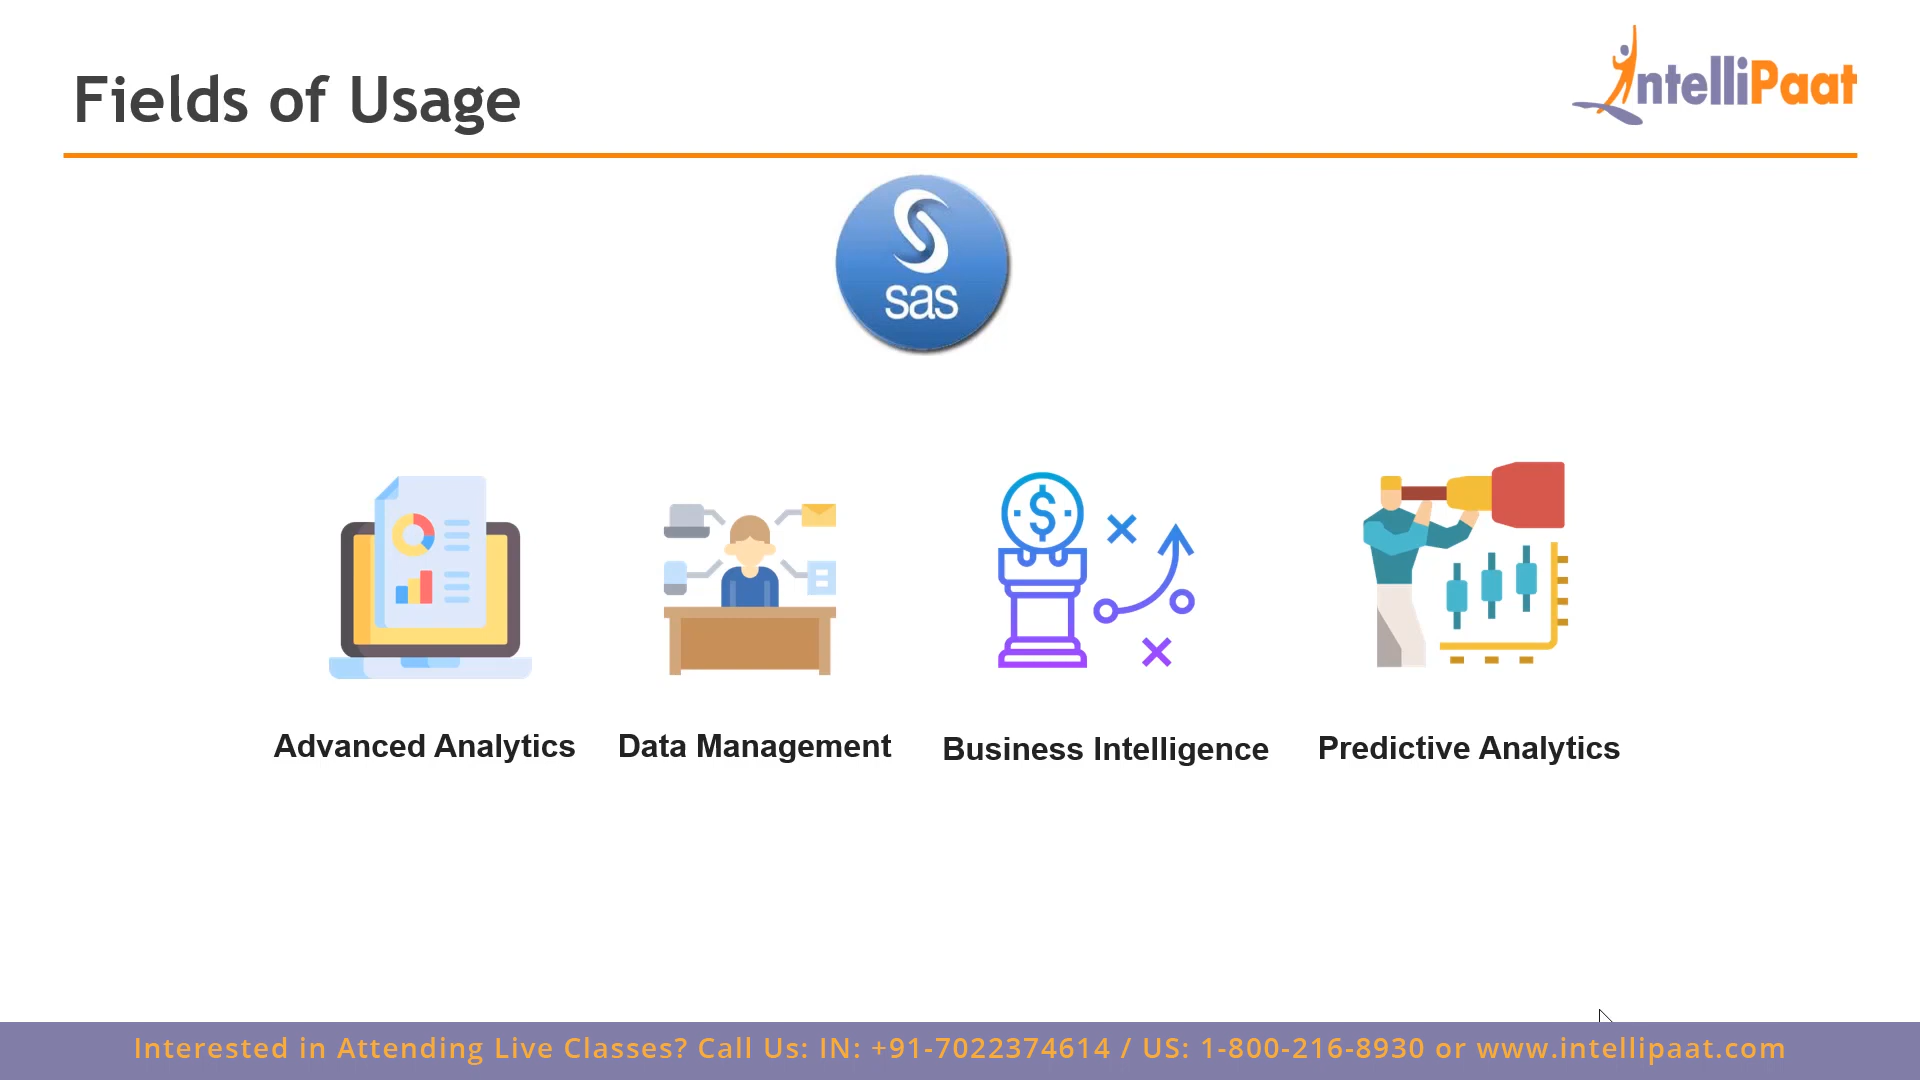 Fields of Usage
IntelliPaat
sas
Advanced Analytics
Data Management
Business Intelligence
Predictive Analytics
Interested in Attending Live Classes? Call Us: IN: +91-7022374614 / US: 1-800-216-8930 or www.intellipaat.com